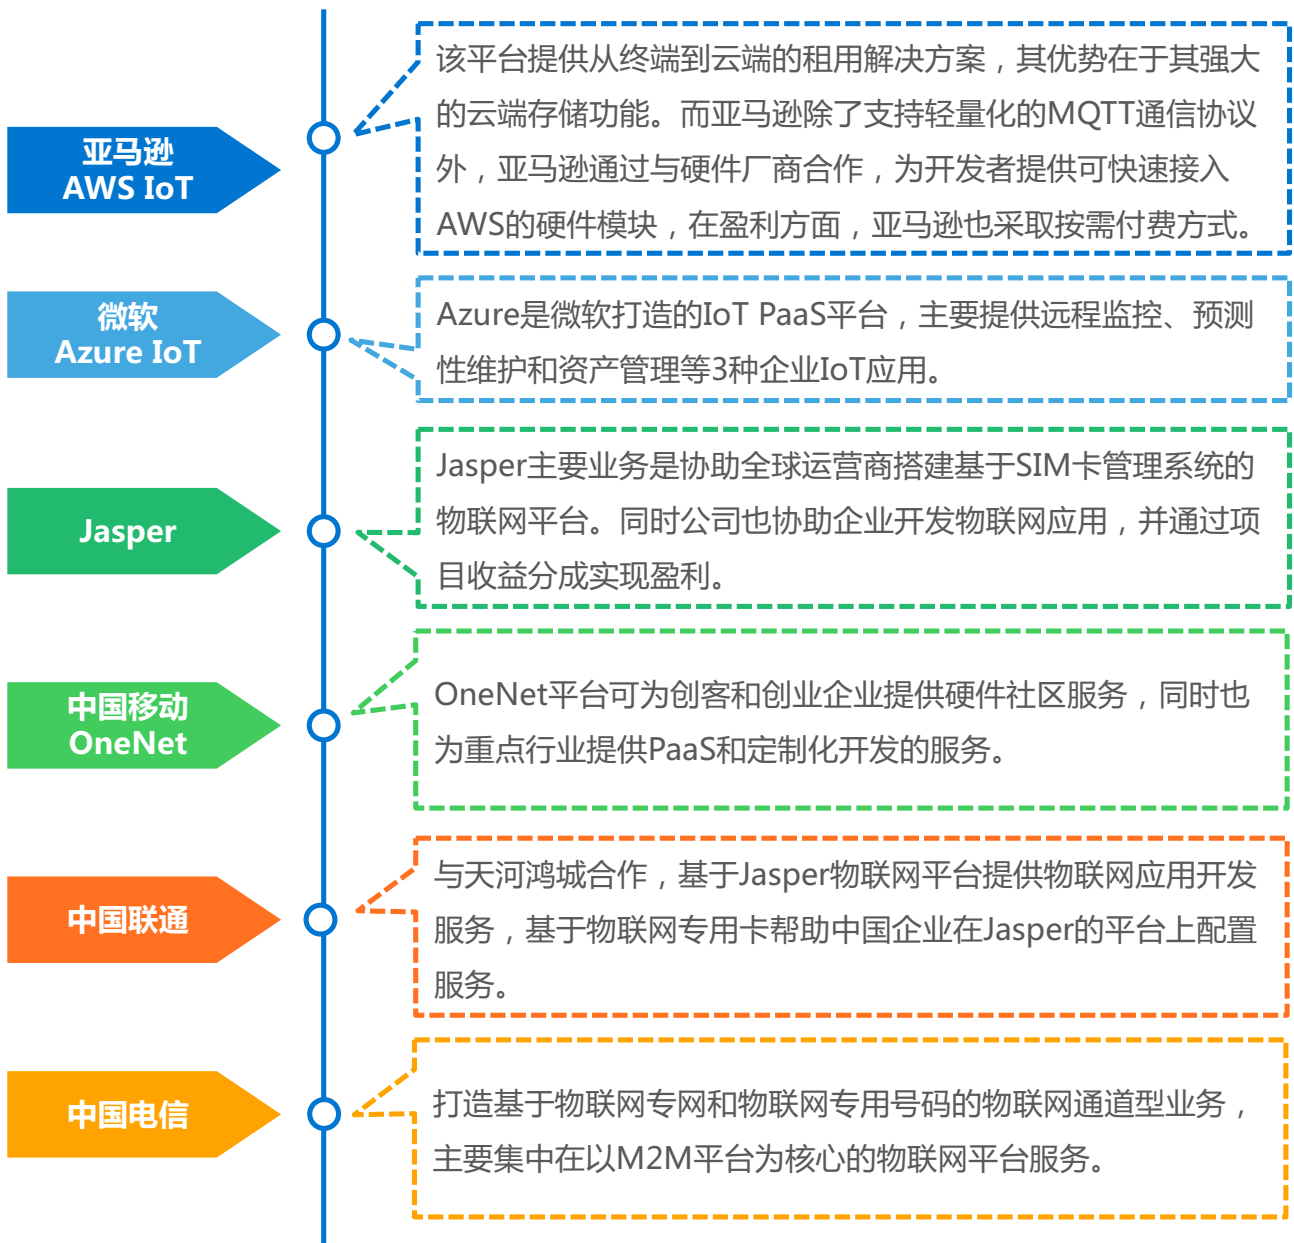 亚马逊
AWS IoT
该平台提供从终端到云端的租用解决方案，其优势在于其强大
的云端存储功能。而亚马逊除了支持轻量化的MQTT通信协议
外，亚马逊通过与硬件厂商合作，为开发者提供可快速接入
AWS的硬件模块，在盈利方面，亚马逊也采取按需付费方式。
微软
Azure IoT
Azure是微软打造的IoT PaaS平台，主要提供远程监控、预测
性维护和资产管理等3种企业IoT应用。
Jasper
Jasper主要业务是协助全球运营商搭建基于SIM卡管理系统的
物联网平台。同时公司也协助企业开发物联网应用，并通过项
目收益分成实现盈利。
中国移动
OneNet
OneNet平台可为创客和创业企业提供硬件社区服务，同时也
为重点行业提供PaaS和定制化开发的服务。
中国联通
与天河鸿城合作，基于Jasper物联网平台提供物联网应用开发
服务，基于物联网专用卡帮助中国企业在Jasper的平台上配置
服务。
中国电信
打造基于物联网专网和物联网专用号码的物联网通道型业务，
主要集中在以M2M平台为核心的物联网平台服务。